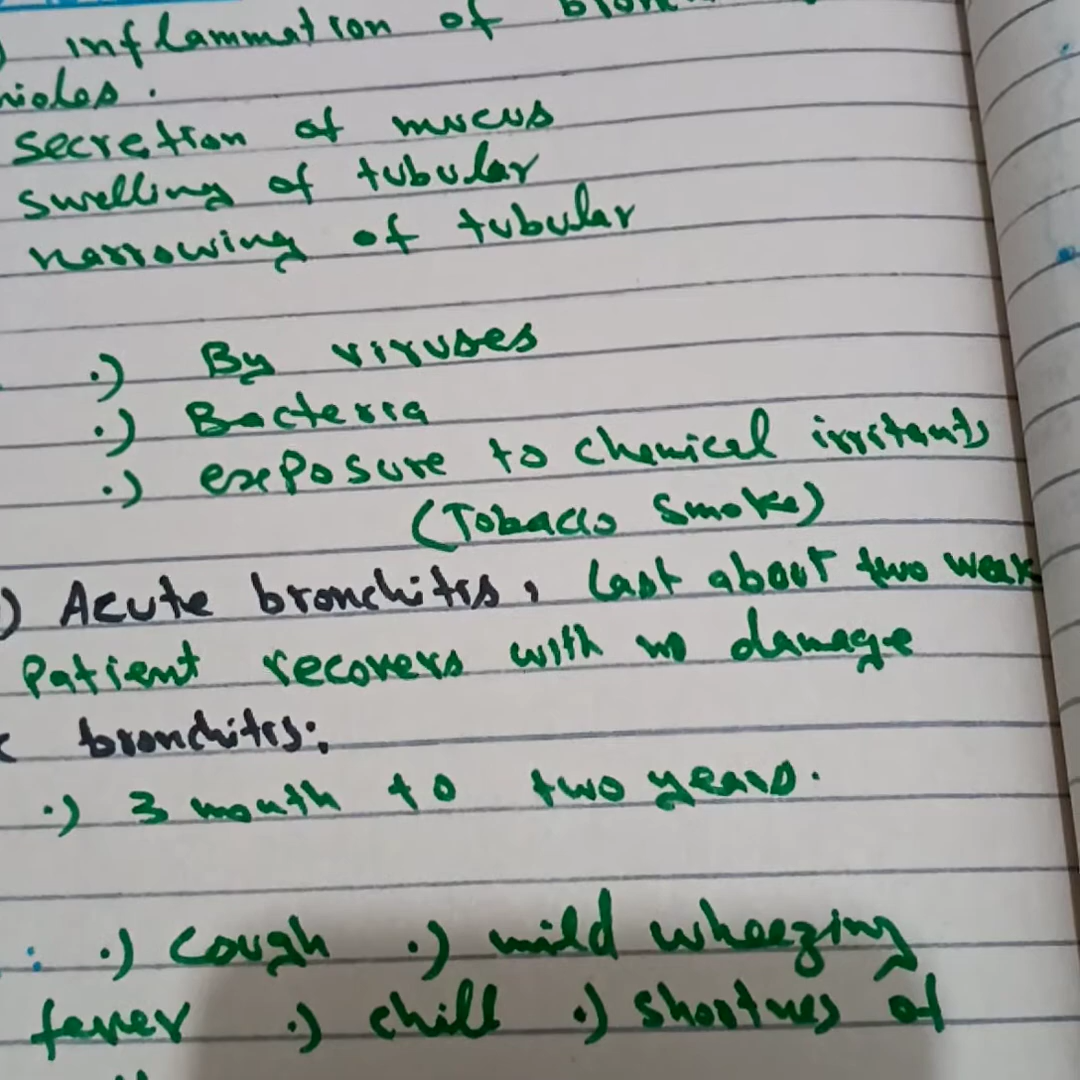 inflammation of
secretion of mucus
swelling of tubular
narrowing of tubular
.) By viruses
.) Bacteria
.) exposure to chemical irritants
(Tobacco smoke)
) Acute bronchitis, last about two week
Patient recovers with no damage
bronchitis:,
.) 3 month to two years.
: .) cough .) mild wheezing
fever .) chill .) shortnes of